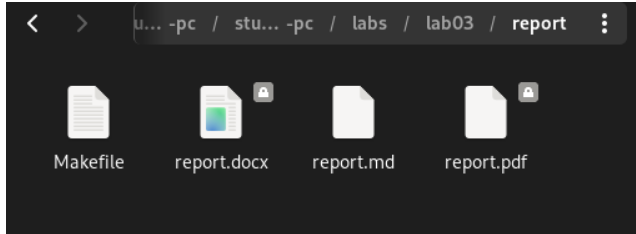 u... -pc / stu... -pc / labs / lab03 / report
Makefile report.docx report.md report.pdf